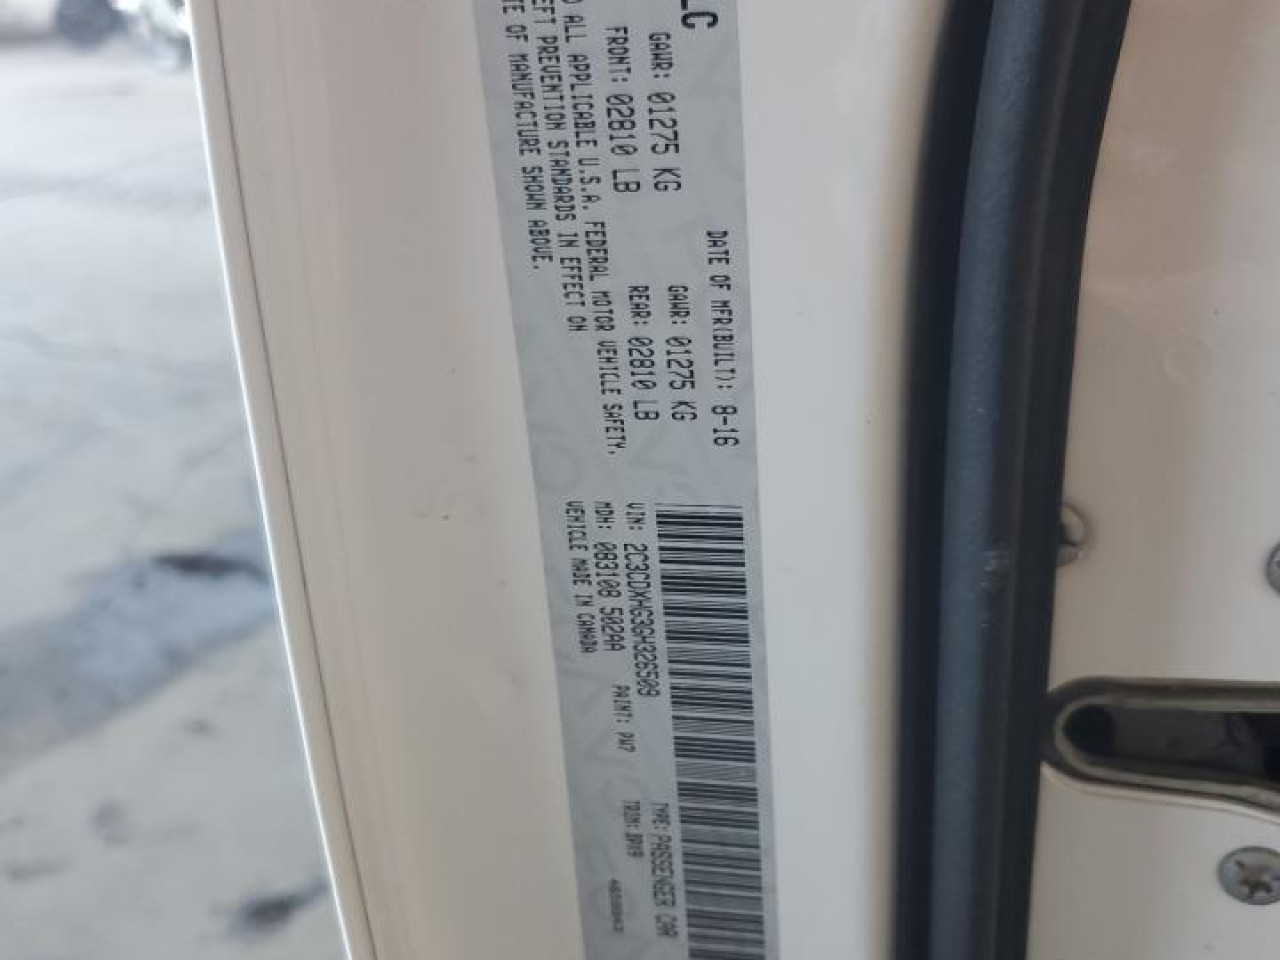 LC
DATE OF MFR(BUILT): 8-16
GAWR: 01275 KG
FRONT: 02810 LB
GAWR: 01275 KG
REAR: 02810 LB
ALL APPLICABLE U.S.A. FEDERAL MOTOR VEHICLE SAFETY,
EFT PREVENTION STANDARDS IN EFFECT ON
TE OF MANUFACTURE SHOWN ABOVE.
VIN: 2C3CDXHG3GH326509
TYPE: PASSENGER CAR
MDH: 083108 502AA
PAINT: PW7
TRIM:
VEHICLE MADE IN CANADA